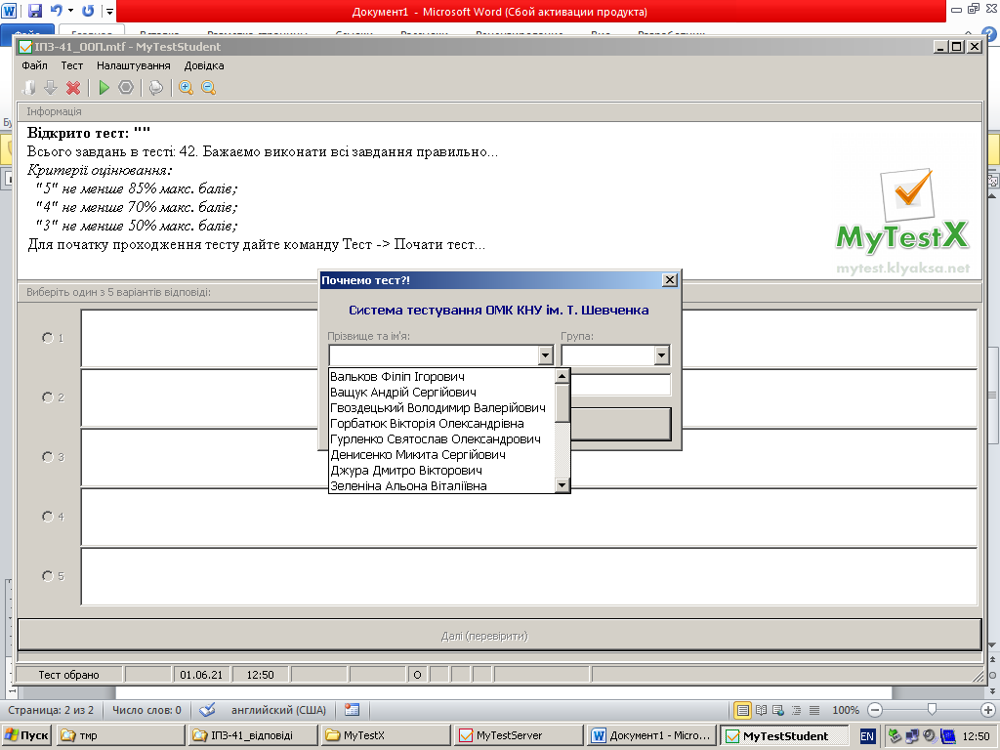 Документ1 - Microsoft Word (Сбой активации продукта)
ІПЗ-41_ООП.mtf - MyTestStudent
Файл Тест Налаштування Довідка
Інформація
Відкрито тест: ""
Всього завдань в тесті: 42. Бажаємо виконати всі завдання правильно...
Критерії оцінювання:
"5" не менше 85% макс. балів;
"4" не менше 70% макс. балів;
"3" не менше 50% макс. балів;
Для початку проходження тесту дайте команду Тест -> Почати тест...
MyTestX
mytest.klyaksa.net
Виберіть один з 5 варіантів відповіді:
Почнемо тест?!
Система тестування ОМК КНУ ім. Т. Шевченка
Прізвище та ім'я: Група:
Вальков Філіп Ігорович
Ващук Андрій Сергійович
Гвоздецький Володимир Валерійович
Горбатюк Вікторія Олександрівна
Гурленко Святослав Олександрович
Денисенко Микита Сергійович
Джура Дмитро Вікторович
Зеленіна Альона Віталіївна
1
2
3
4
5
Далі (перевірити)
Тест обрано 01.06.21 12:50 О
Страница: 2 из 2 Число слов: 0 английский (США) 100%
Пуск тмр ІПЗ-41_відповіді MyTestX MyTestServer Документ1 - Micro... MyTestStudent EN 12:50